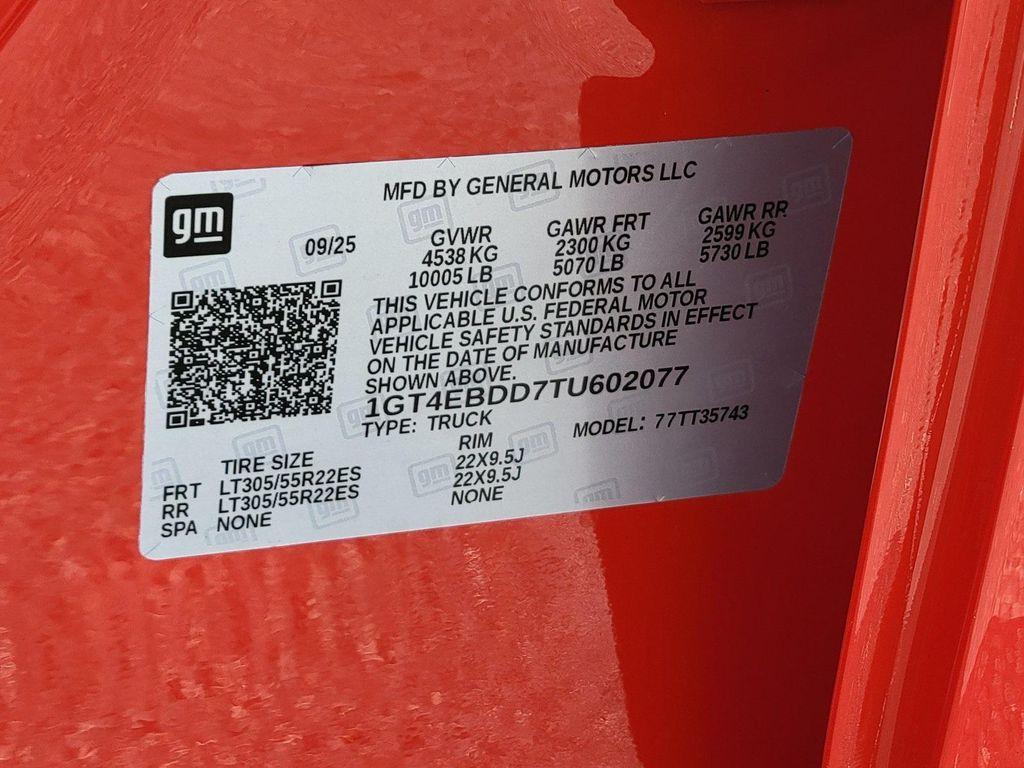 MFD BY GENERAL MOTORS LLC
gm
09/25
GVWR
4538 KG
10005 LB
GAWR FRT
2300 KG
5070 LB
GAWR RR
2599 KG
5730 LB
THIS VEHICLE CONFORMS TO ALL
APPLICABLE U.S. FEDERAL MOTOR
VEHICLE SAFETY STANDARDS IN EFFECT
ON THE DATE OF MANUFACTURE
SHOWN ABOVE.
1GT4EBDD7TU602077
TYPE: TRUCK MODEL: 77TT35743
TIRE SIZE RIM
FRT LT305/55R22ES 22X9.5J
RR LT305/55R22ES 22X9.5J
SPA NONE NONE